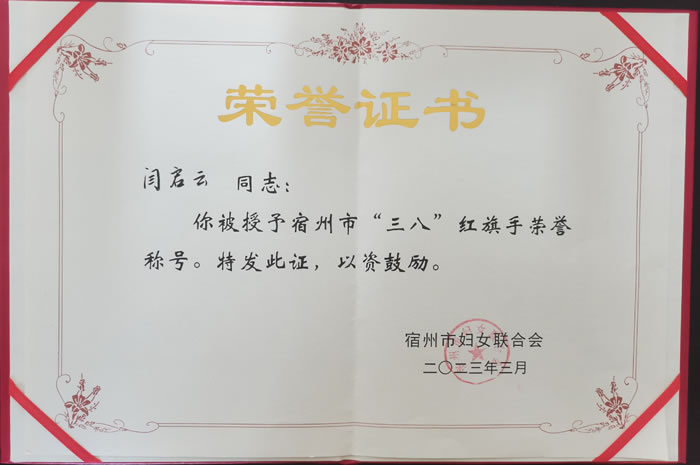 荣誉证书
闫启云 同志：
你被授予宿州市“三八”红旗手荣誉
称号。特发此证，以资鼓励。
宿州市妇女联合会
二〇二三年三月